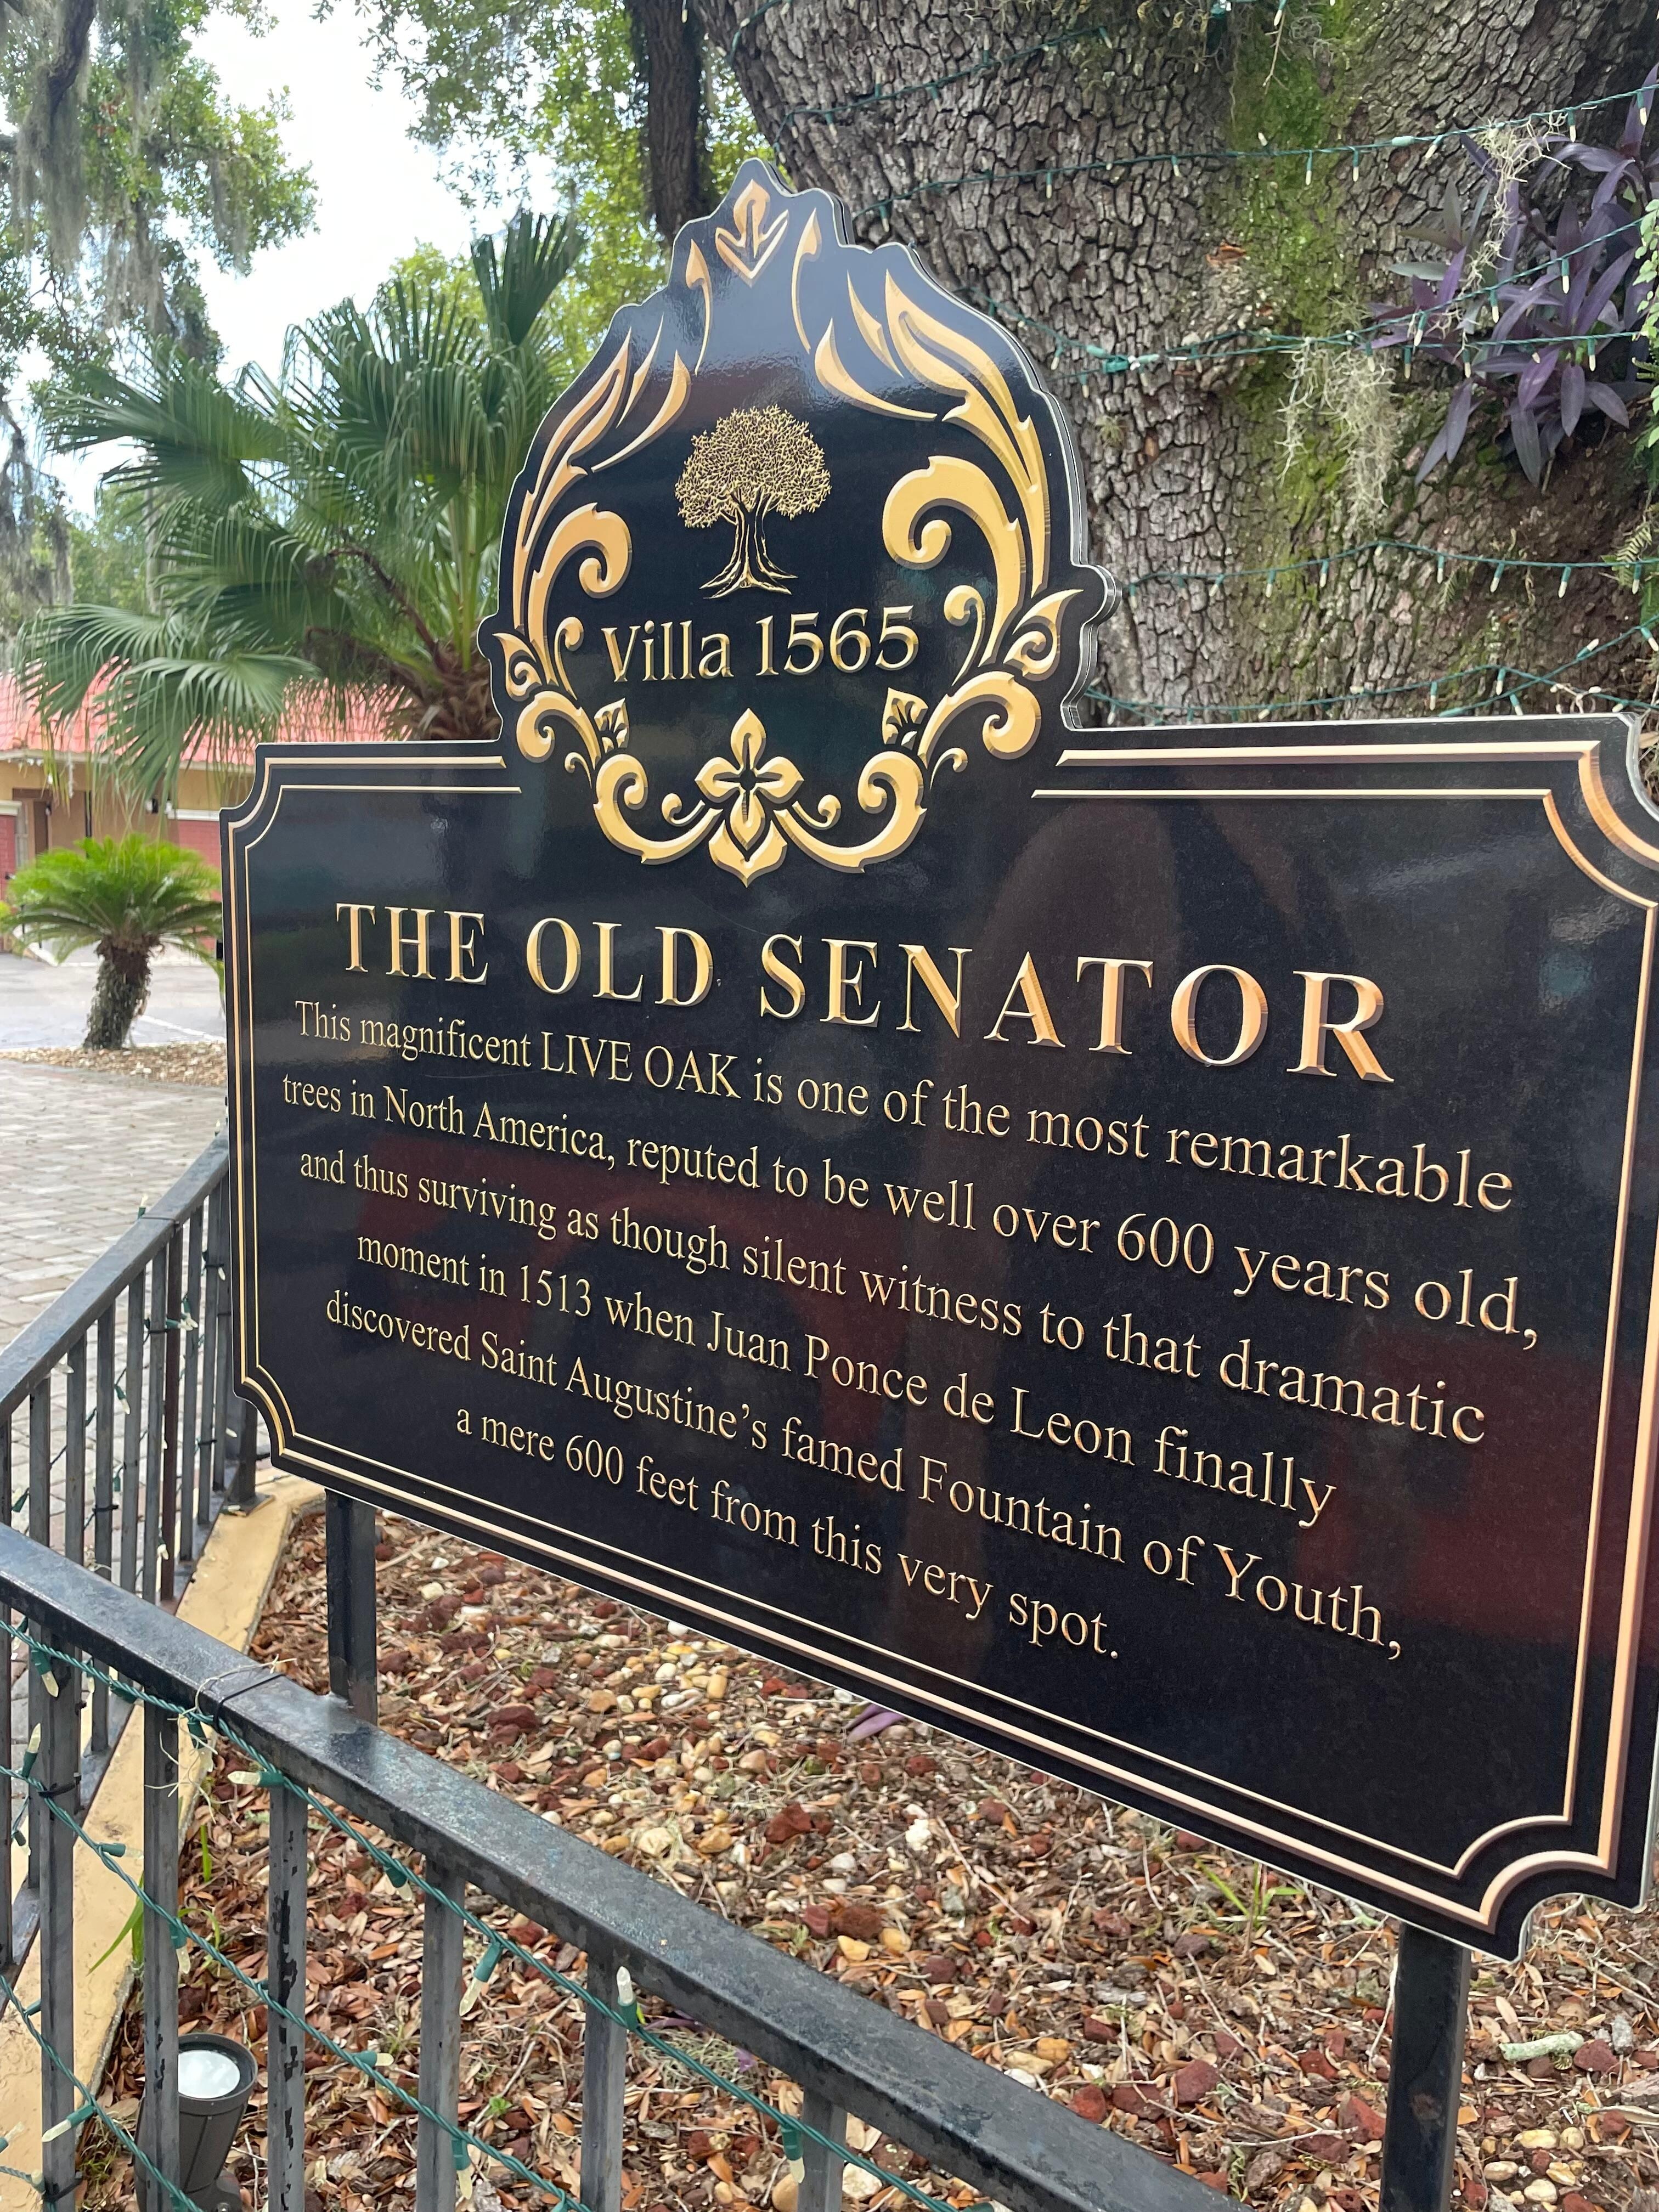 Villa 1565
THE OLD SENATOR
This magnificent LIVE OAK is one of the most remarkable
trees in North America, reputed to be well over 600 years old,
and thus surviving as though silent witness to that dramatic
moment in 1513 when Juan Ponce de Leon finally
discovered Saint Augustine's famed Fountain of Youth,
a mere 600 feet from this very spot.